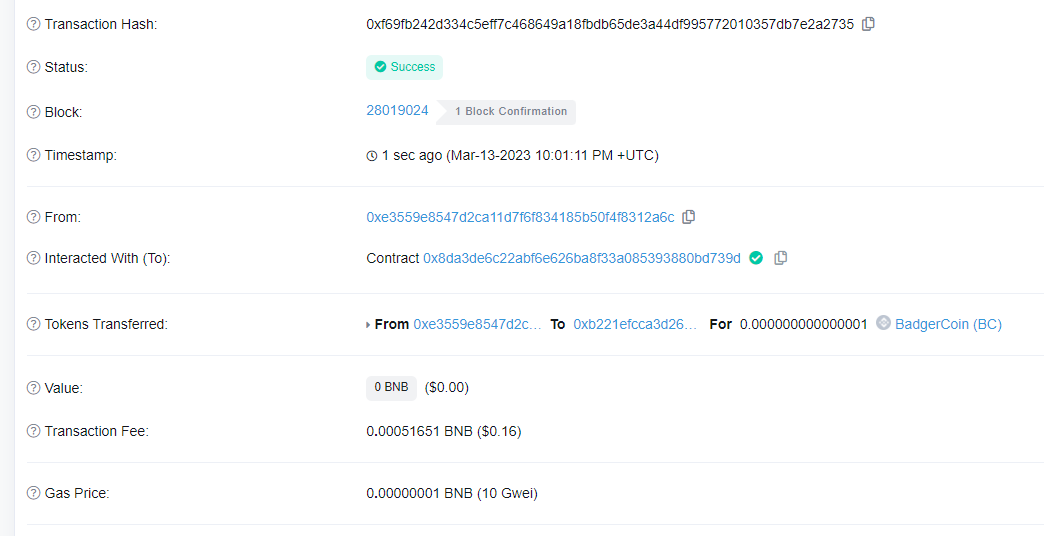 Transaction Hash: 0xf69fb242d334c5eff7c468649a18fbdb65de3a44df995772010357db7e2a2735
Status: Success
Block: 28019024 1 Block Confirmation
Timestamp: 1 sec ago (Mar-13-2023 10:01:11 PM +UTC)
From: 0xe3559e8547d2ca11d7f6f834185b50f4f8312a6c
Interacted With (To): Contract 0x8da3de6c22abf6e626ba8f33a085393880bd739d
Tokens Transferred: From 0xe3559e8547d2c... To 0xb221efcca3d26... For 0.000000000000001 BadgerCoin (BC)
Value: 0 BNB ($0.00)
Transaction Fee: 0.00051651 BNB ($0.16)
Gas Price: 0.00000001 BNB (10 Gwei)